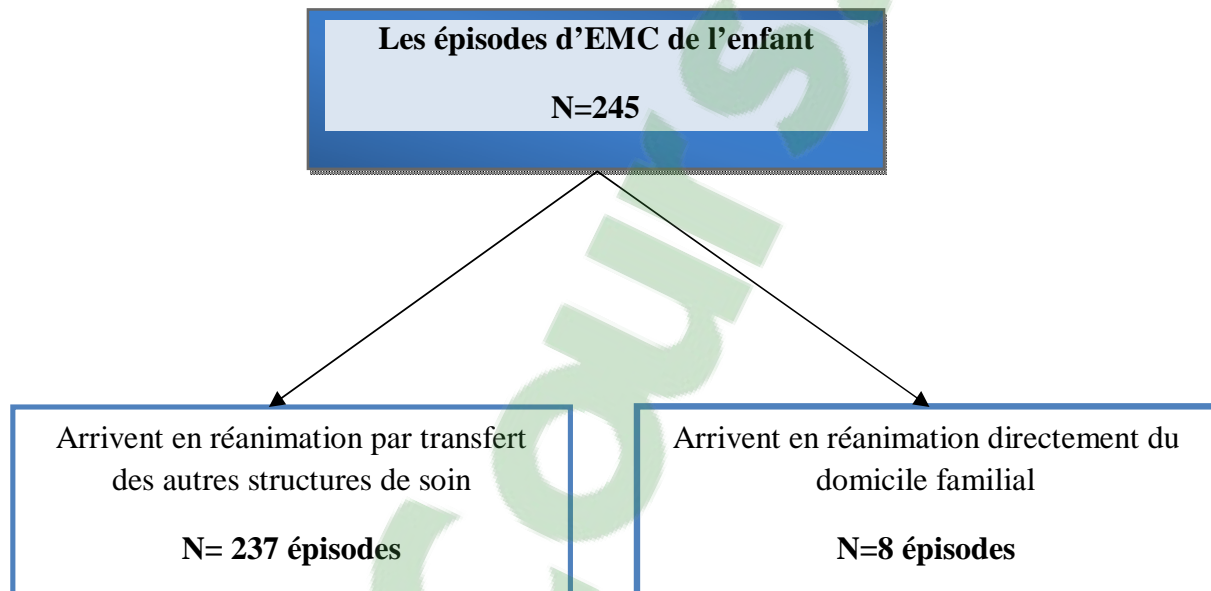 Les épisodes d’EMC de l’enfant
N=245
Arrivent en réanimation par transfert
des autres structures de soin
N= 237 épisodes
Arrivent en réanimation directement du
domicile familial
N=8 épisodes
Cours